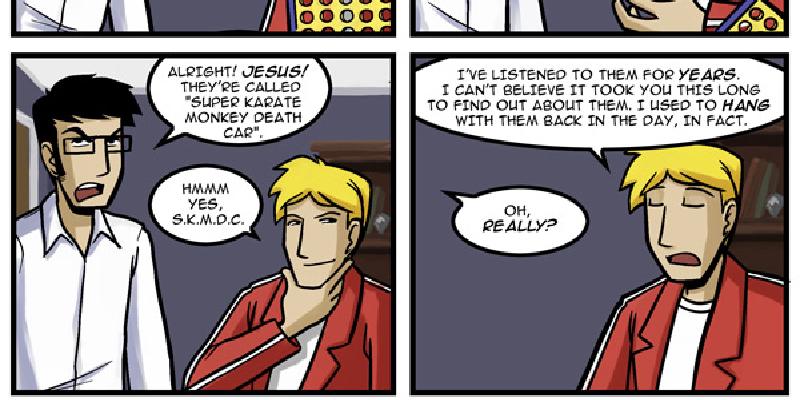 ALRIGHT! JESUS!
THEY'RE CALLED
"SUPER KARATE
MONKEY DEATH
CAR".
HMMM
YES,
S.K.M.D.C.
I'VE LISTENED TO THEM FOR YEARS.
I CAN'T BELIEVE IT TOOK YOU THIS LONG
TO FIND OUT ABOUT THEM. I USED TO HANG
WITH THEM BACK IN THE DAY, IN FACT.
OH,
REALLY?